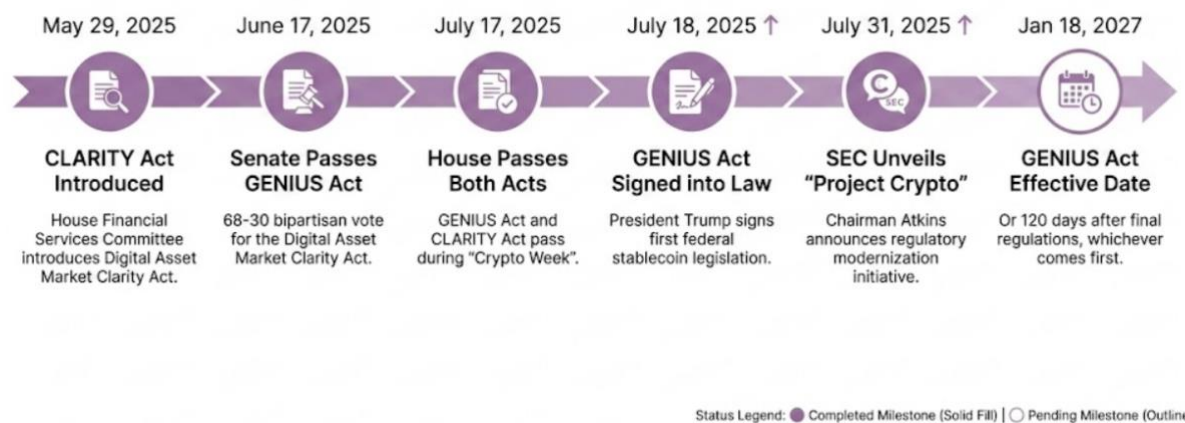 May 29, 2025
June 17, 2025
July 17, 2025
July 18, 2025 ↑
July 31, 2025 ↑
Jan 18, 2027
SEC
CLARITY Act
Introduced
House Financial
Services Committee
introduces Digital Asset
Market Clarity Act.
Senate Passes
GENIUS Act
68-30 bipartisan vote
for the Digital Asset
Market Clarity Act.
House Passes
Both Acts
GENIUS Act and
CLARITY Act pass
during “Crypto Week”.
GENIUS Act
Signed into Law
President Trump signs
first federal
stablecoin legislation.
SEC Unveils
“Project Crypto”
Chairman Atkins
announces regulatory
modernization
initiative.
GENIUS Act
Effective Date
Or 120 days after final
regulations, whichever
comes first.
Status Legend: Completed Milestone (Solid Fill) | Pending Milestone (Outline